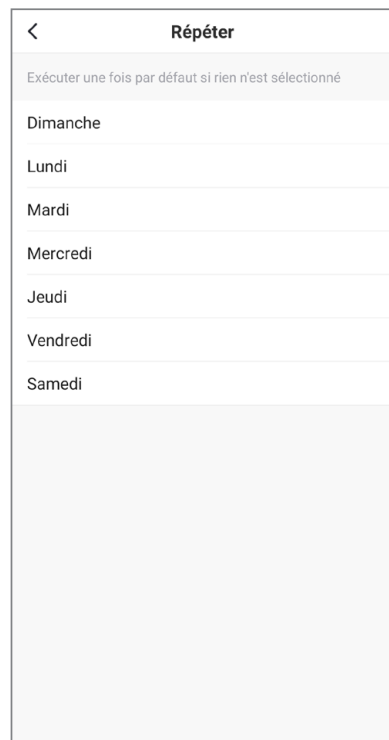 Répéter
Exécuter une fois par défaut si rien n'est sélectionné
Dimanche
Lundi
Mardi
Mercredi
Jeudi
Vendredi
Samedi